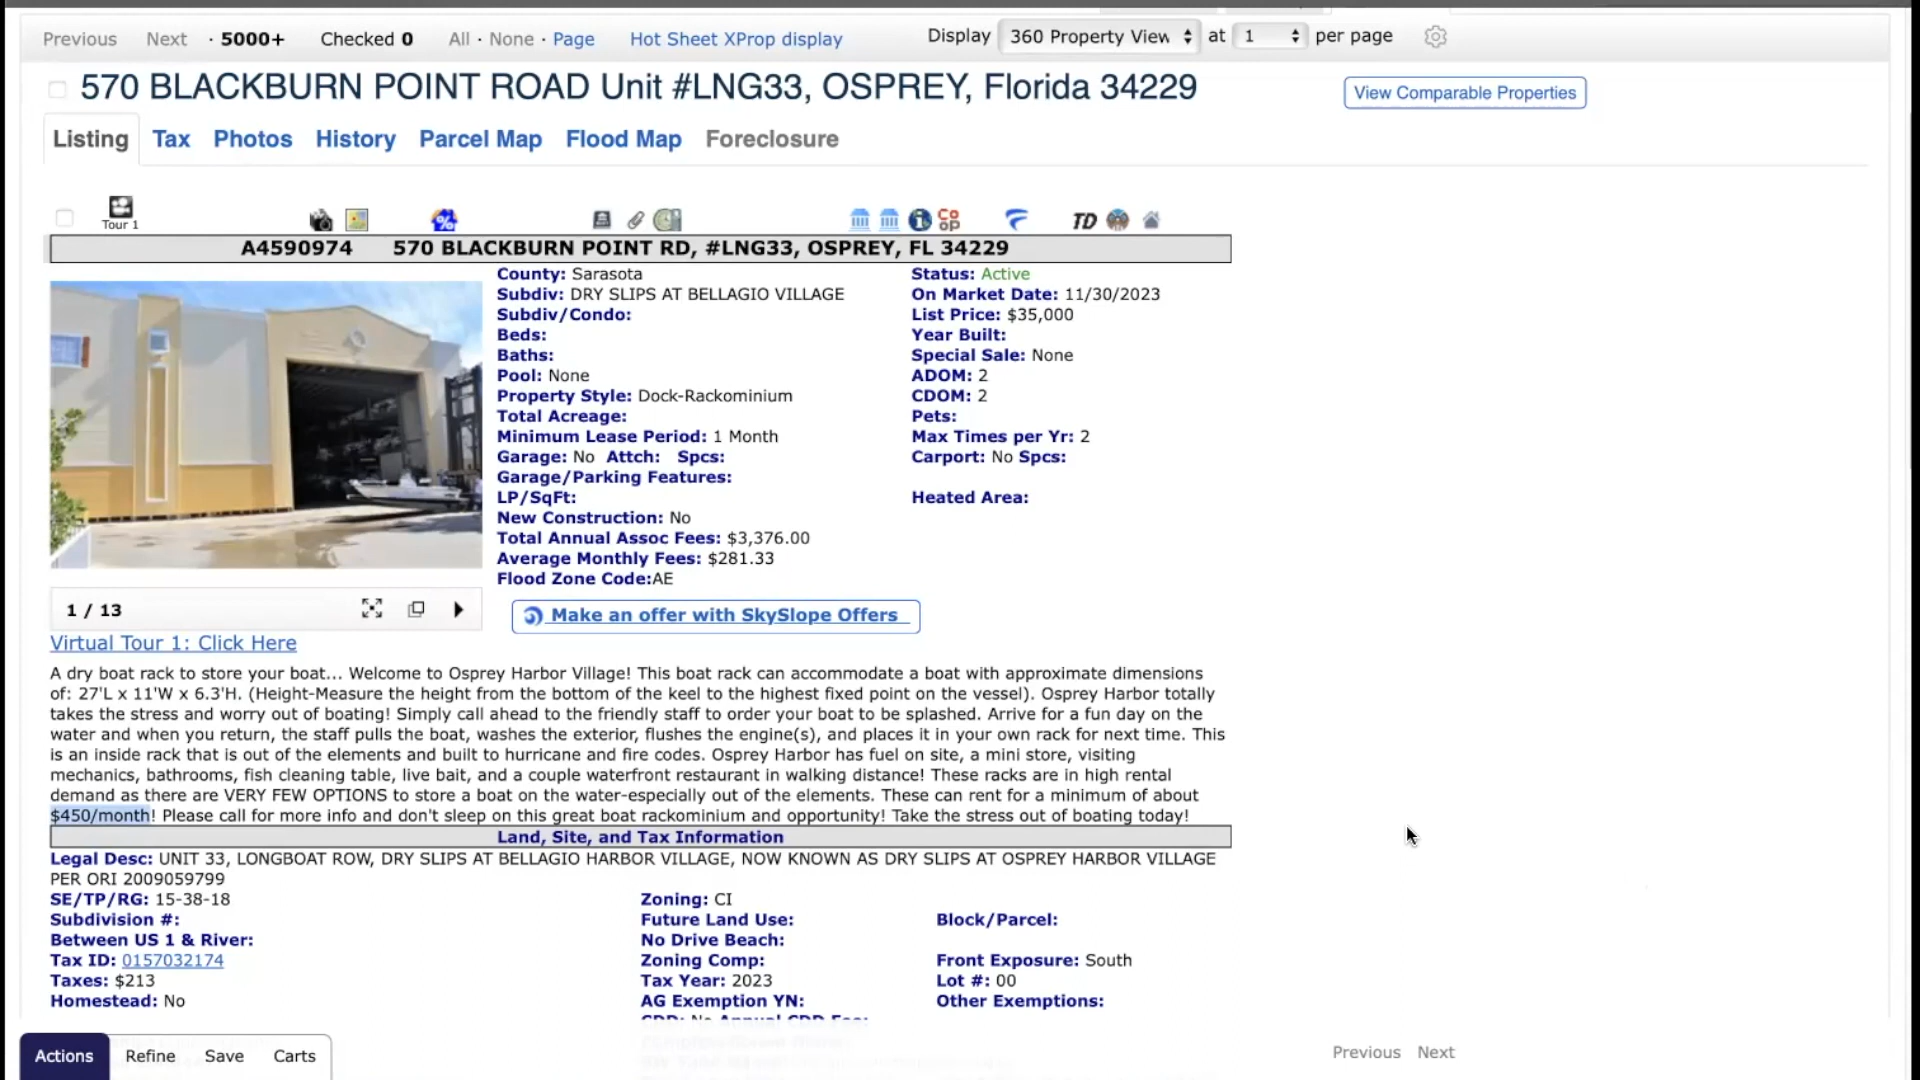 Previous Next · 5000+ Checked 0 All · None · Page Hot Sheet XProp display Display 360 Property View at 1 per page
570 BLACKBURN POINT ROAD Unit #LNG33, OSPREY, Florida 34229 View Comparable Properties
Listing Tax Photos History Parcel Map Flood Map Foreclosure
Tour 1 % CO OP TD
A4590974 570 BLACKBURN POINT RD, #LNG33, OSPREY, FL 34229
County: Sarasota Status: Active
Subdiv: DRY SLIPS AT BELLAGIO VILLAGE On Market Date: 11/30/2023
Subdiv/Condo: List Price: $35,000
Beds: Year Built:
Baths: Special Sale: None
Pool: None ADOM: 2
Property Style: Dock-Rackominium CDOM: 2
Total Acreage: Pets:
Minimum Lease Period: 1 Month Max Times per Yr: 2
Garage: No Attch: Spcs: Carport: No Spcs:
Garage/Parking Features:
LP/SqFt: Heated Area:
New Construction: No
Total Annual Assoc Fees: $3,376.00
Average Monthly Fees: $281.33
Flood Zone Code:AE
1 / 13 Make an offer with SkySlope Offers
Virtual Tour 1: Click Here
A dry boat rack to store your boat... Welcome to Osprey Harbor Village! This boat rack can accommodate a boat with approximate dimensions
of: 27'L x 11'W x 6.3'H. (Height-Measure the height from the bottom of the keel to the highest fixed point on the vessel). Osprey Harbor totally
takes the stress and worry out of boating! Simply call ahead to the friendly staff to order your boat to be splashed. Arrive for a fun day on the
water and when you return, the staff pulls the boat, washes the exterior, flushes the engine(s), and places it in your own rack for next time. This
is an inside rack that is out of the elements and built to hurricane and fire codes. Osprey Harbor has fuel on site, a mini store, visiting
mechanics, bathrooms, fish cleaning table, live bait, and a couple waterfront restaurant in walking distance! These racks are in high rental
demand as there are VERY FEW OPTIONS to store a boat on the water-especially out of the elements. These can rent for a minimum of about
$450/month! Please call for more info and don't sleep on this great boat rackominium and opportunity! Take the stress out of boating today!
Land, Site, and Tax Information
Legal Desc: UNIT 33, LONGBOAT ROW, DRY SLIPS AT BELLAGIO HARBOR VILLAGE, NOW KNOWN AS DRY SLIPS AT OSPREY HARBOR VILLAGE
PER ORI 2009059799
SE/TP/RG: 15-38-18 Zoning: CI
Subdivision #: Future Land Use: Block/Parcel:
Between US 1 & River: No Drive Beach:
Tax ID: 0157032174 Zoning Comp: Front Exposure: South
Taxes: $213 Tax Year: 2023 Lot #: 00
Homestead: No AG Exemption YN: Other Exemptions:
CDD: No Annual CDD Fee:
Actions Refine Save Carts Previous Next